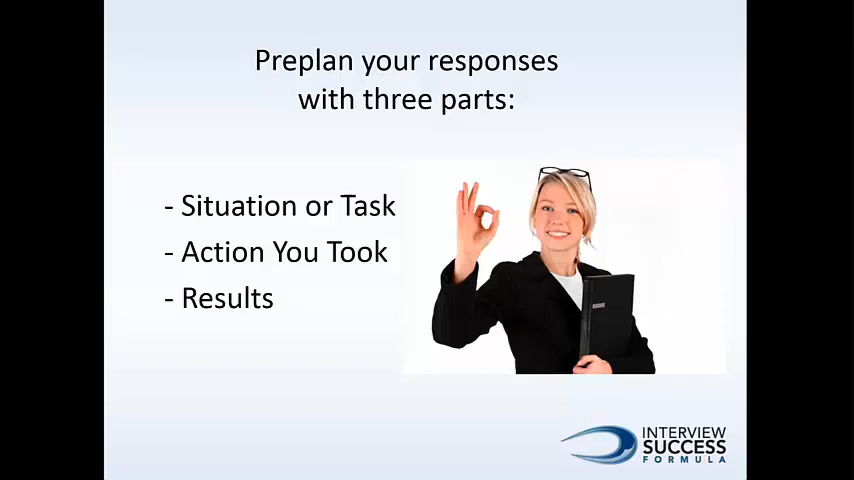 Preplan your responses
with three parts:
- Situation or Task
- Action You Took
- Results
INTERVIEW
SUCCESS
FORMULA